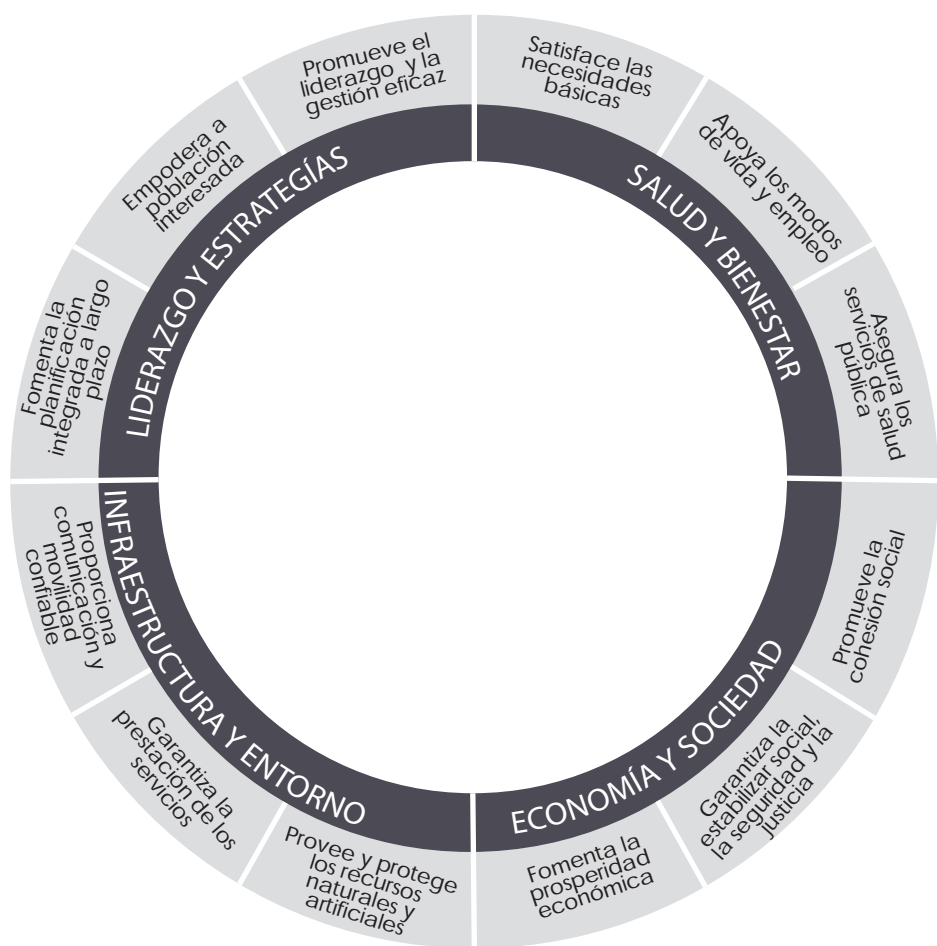 Promueve el
liderazgo y la
gestión eficaz
Satisface las
necesidades
básicas
Apoya los modos
de vida y empleo
Asegura los
servicios de salud
pública
Promueve la
cohesión social
Garantiza la
estabilizar social,
la seguridad y la
justicia
Fomenta la
prosperidad
económica
Provee y protege
los recursos
naturales y
artificiales
Garantiza la
prestación de los
servicios
Proporciona
comunicación y
movilidad
confiable
Fomenta la
planificación
integrada a largo
plazo
Empodera a
población
interesada
LIDERAZGO Y ESTRATEGÍAS
SALUD Y BIENESTAR
ECONOMÍA Y SOCIEDAD
INFRAESTRUCTURA Y ENTORNO